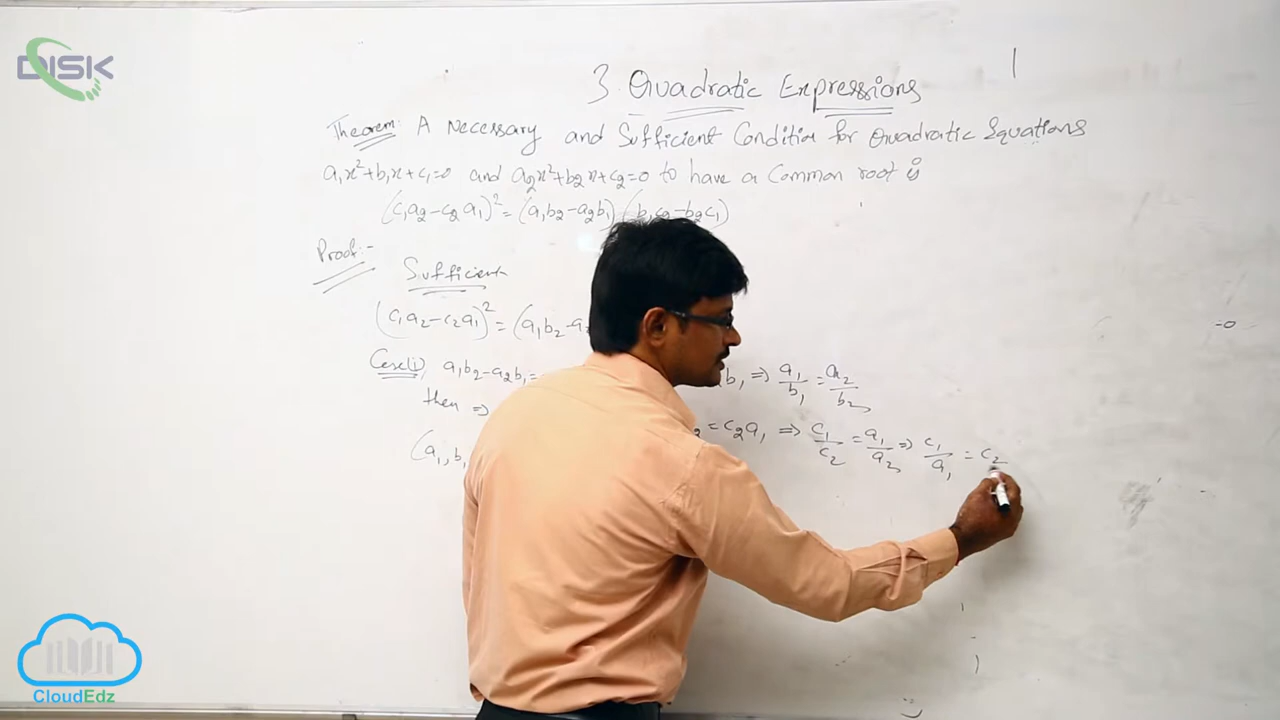 DISK
3. Quadratic Expressions
Theorem: A Necessary and Sufficient Condition for Quadratic Equations
a₁x²+b₁x+c₁=0 and a₂x²+b₂x+c₂=0 to have a Common root is
(c₁a₂-c₂a₁)²=(a₁b₂-a₂b₁)(b₁c₂-b₂c₁)
Proof:-
Sufficient
(c₁a₂-c₂a₁)²=(a₁b₂-a
Case(i) a₁b₂-a₂b₁= b₁ ⇒ a₁/b₁ = a₂/b₂
then ⇒ = c₂a₁ ⇒ c₁/c₂ = a₁/a₂ ⇒ c₁/a₁ = c₂
(a₁, b₁
CloudEdz